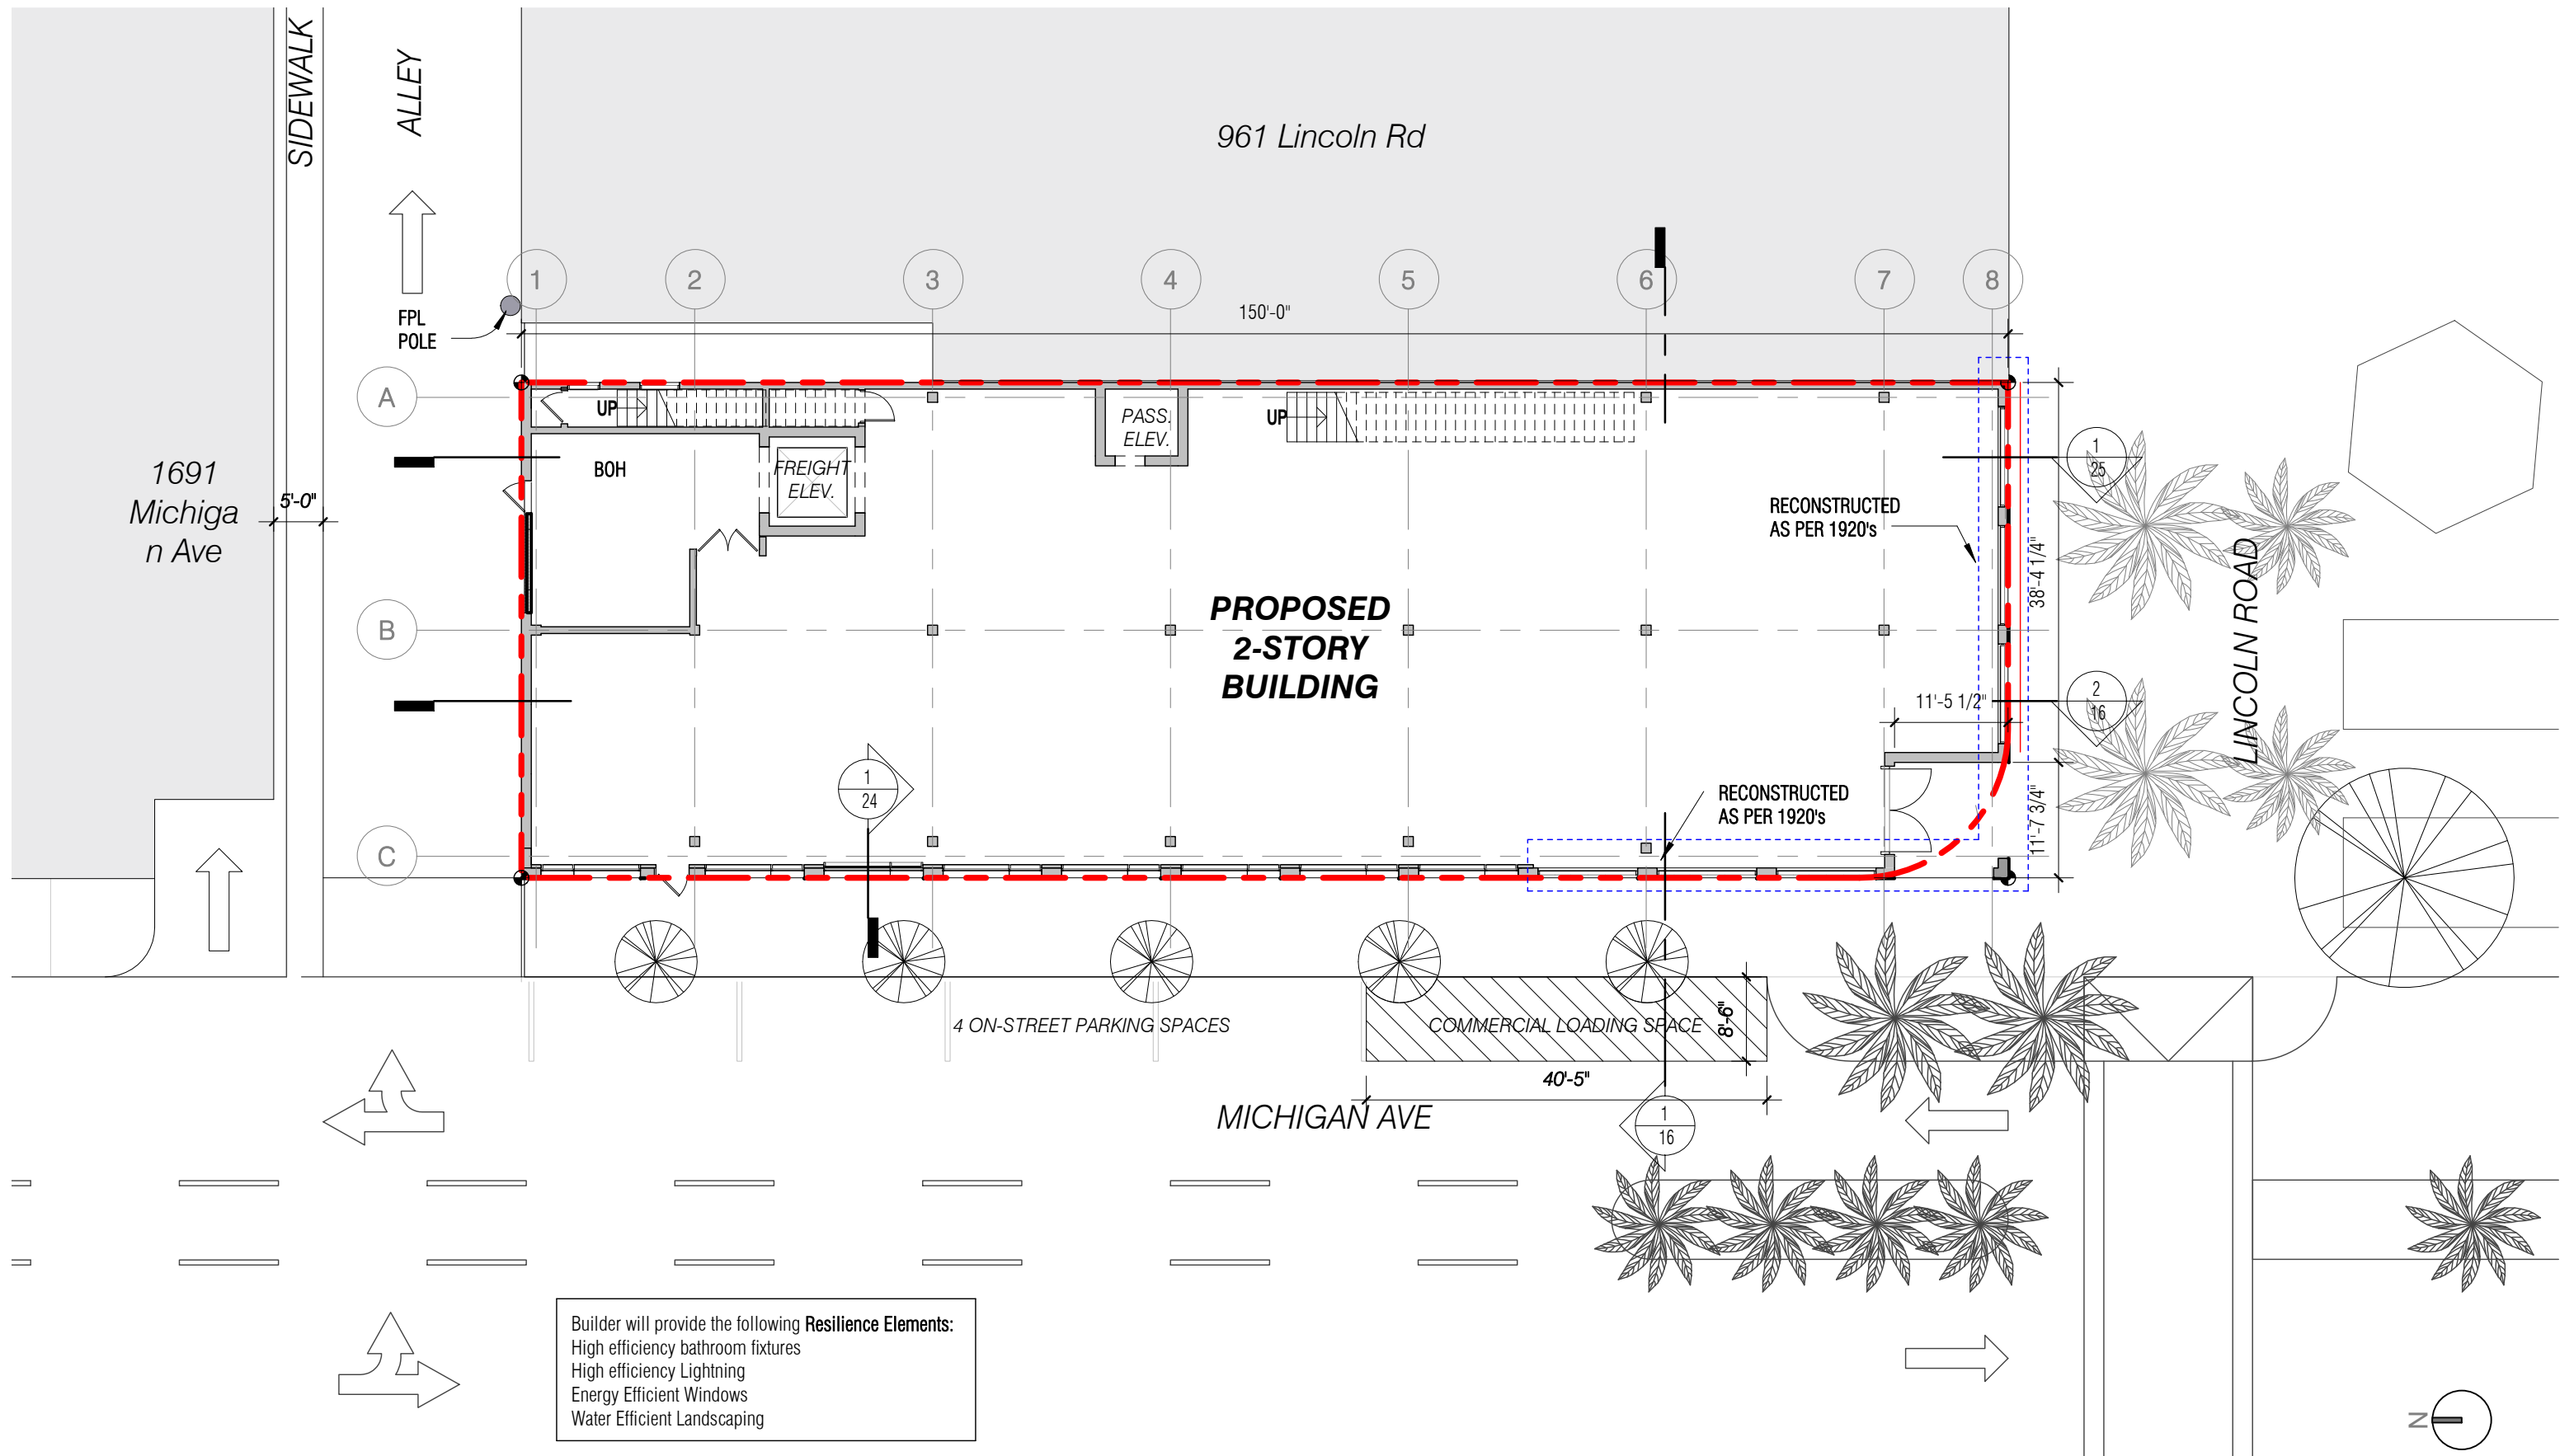 SIDEWALK
ALLEY
961 Lincoln Rd
1
2
3
4
5
6
7
8
150'-0"
FPL
POLE
A
UP
PASS.
ELEV.
UP
1691
Michiga
n Ave
5'-0"
BOH
FREIGHT
ELEV.
1
25
RECONSTRUCTED
AS PER 1920's
38'-4 1/4"
LINCOLN ROAD
B
PROPOSED
2-STORY
BUILDING
11'-5 1/2"
2
16
1
24
RECONSTRUCTED
AS PER 1920's
11'-7 3/4"
C
4 ON-STREET PARKING SPACES
COMMERCIAL LOADING SPACE
8'-6"
40'-5"
MICHIGAN AVE
1
16
Builder will provide the following Resilience Elements:
High efficiency bathroom fixtures
High efficiency Lightning
Energy Efficient Windows
Water Efficient Landscaping
N